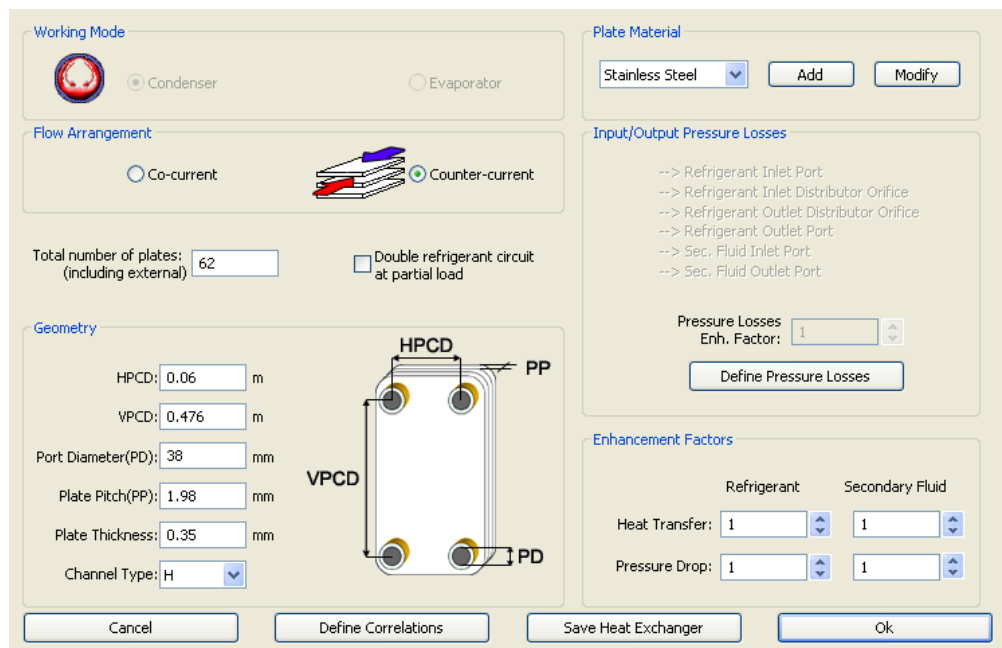 Working Mode
Condenser
Evaporator
Plate Material
Stainless Steel
Add
Modify
Flow Arrangement
Co-current
Counter-current
Input/Output Pressure Losses
--> Refrigerant Inlet Port
--> Refrigerant Inlet Distributor Orifice
--> Refrigerant Outlet Distributor Orifice
--> Refrigerant Outlet Port
--> Sec. Fluid Inlet Port
--> Sec. Fluid Outlet Port
Pressure Losses
Enh. Factor: 1
Define Pressure Losses
Total number of plates:
(including external) 62
Double refrigerant circuit
at partial load
Geometry
HPCD: 0.06 m
VPCD: 0.476 m
Port Diameter(PD): 38 mm
Plate Pitch(PP): 1.98 mm
Plate Thickness: 0.35 mm
Channel Type: H
HPCD
PP
VPCD
PD
Enhancement Factors
Refrigerant Secondary Fluid
Heat Transfer: 1 1
Pressure Drop: 1 1
Cancel
Define Correlations
Save Heat Exchanger
Ok